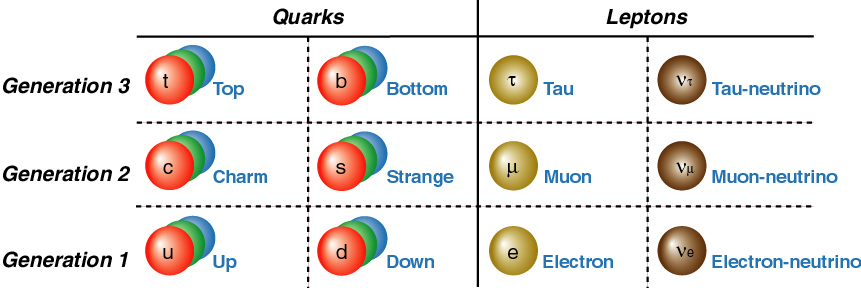 Quarks Leptons
Generation 3 t Top b Bottom τ Tau ντ Tau-neutrino
Generation 2 c Charm s Strange μ Muon νμ Muon-neutrino
Generation 1 u Up d Down e Electron νe Electron-neutrino